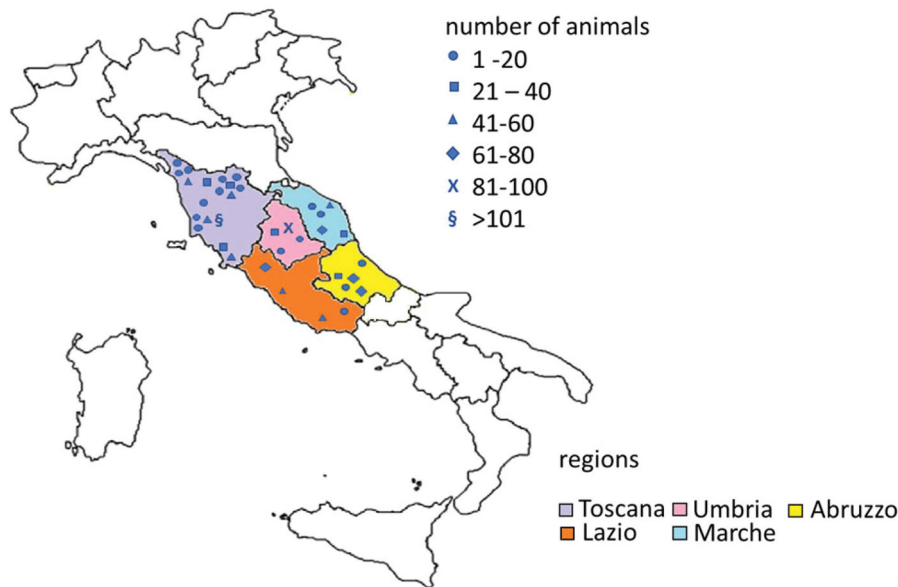 number of animals
1 -20
21 – 40
41-60
61-80
X 81-100
§ >101
X
§
regions
Toscana Umbria Abruzzo
Lazio Marche